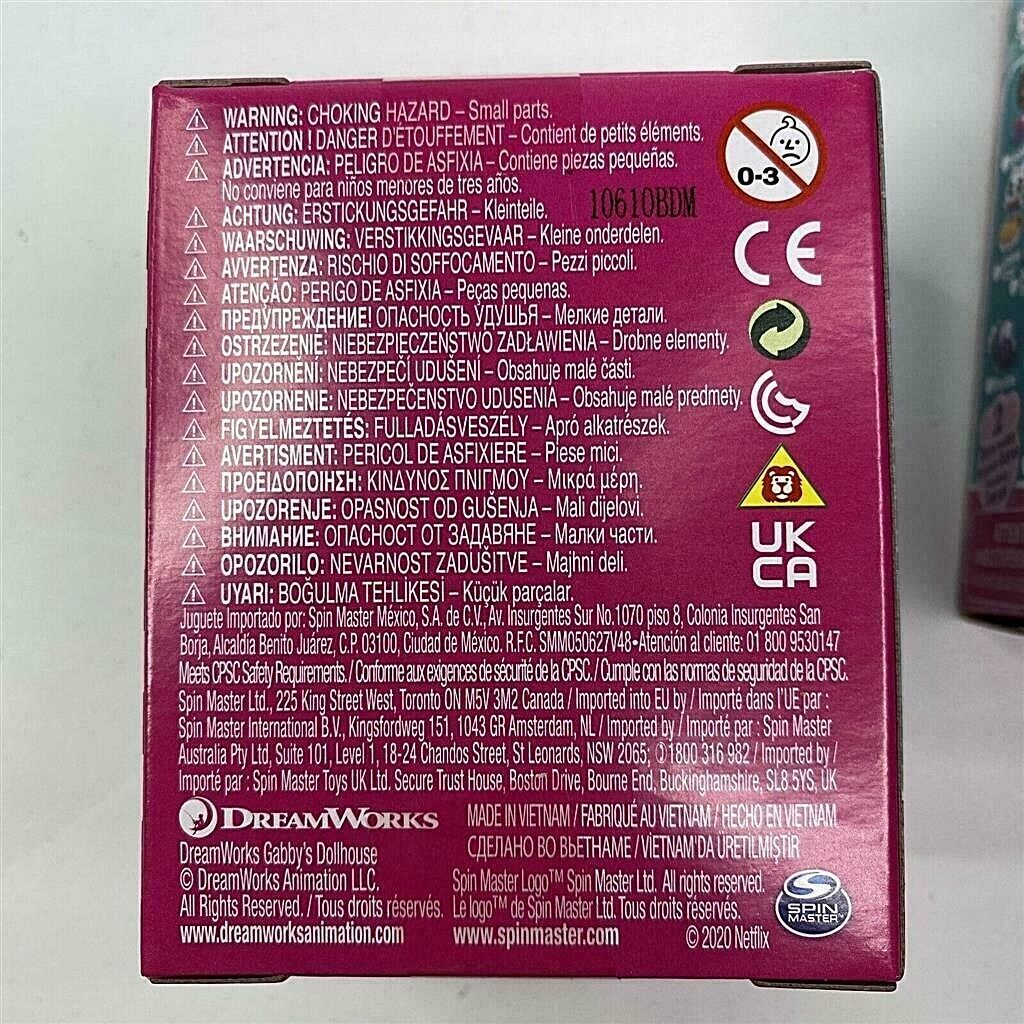 WARNING: CHOKING HAZARD – Small parts.
ATTENTION ! DANGER D'ÉTOUFFEMENT – Contient de petits éléments.
ADVERTENCIA: PELIGRO DE ASFIXIA – Contiene piezas pequeñas.
No conviene para niños menores de tres años.
10610BDM
ACHTUNG: ERSTICKUNGSGEFAHR – Kleinteile.
WAARSCHUWING: VERSTIKKINGSGEVAAR – Kleine onderdelen.
AVVERTENZA: RISCHIO DI SOFFOCAMENTO – Pezzi piccoli.
ATENÇÃO: PERIGO DE ASFIXIA – Peças pequenas.
ПРЕДУПРЕЖДЕНИЕ! ОПАСНОСТЬ УДУШЬЯ – Мелкие детали.
OSTRZEŻENIE: NIEBEZPIECZEŃSTWO ZADŁAWIENIA – Drobne elementy.
UPOZORNĚNÍ: NEBEZPEČÍ UDUŠENÍ – Obsahuje malé části.
UPOZORNENIE: NEBEZPEČENSTVO UDUSENIA – Obsahuje malé predmety.
FIGYELMEZTETÉS: FULLADÁSVESZÉLY – Apró alkatrészek.
AVERTISMENT: PERICOL DE ASFIXIERE – Piese mici.
ΠΡΟΕΙΔΟΠΟΙΗΣΗ: ΚΙΝΔΥΝΟΣ ΠΝΙΓΜΟΥ – Μικρά μέρη.
UPOZORENJE: OPASNOST OD GUŠENJA – Mali dijelovi.
ВНИМАНИЕ: ОПАСНОСТ ОТ ЗАДАВЯНЕ – Малки части.
OPOZORILO: NEVARNOST ZADUŠITVE – Majhni deli.
UYARI: BOĞULMA TEHLİKESİ – Küçük parçalar.
0-3
CE
UK
CA
Juguete Importado por: Spin Master México, S.A. de C.V., Av. Insurgentes Sur No.1070 piso 8, Colonia Insurgentes San
Borja, Alcaldía Benito Juárez, C.P. 03100, Ciudad de México. R.F.C. SMM050627V48•Atención al cliente: 01 800 9530147
Meets CPSC Safety Requirements. / Conforme aux exigences de sécurité de la CPSC. / Cumple con las normas de seguridad de la CPSC.
Spin Master Ltd., 225 King Street West, Toronto ON M5V 3M2 Canada / Imported into EU by / Importé dans l'UE par :
Spin Master International B.V., Kingsfordweg 151, 1043 GR Amsterdam, NL / Imported by / Importé par : Spin Master
Australia Pty Ltd, Suite 101, Level 1, 18-24 Chandos Street, St Leonards, NSW 2065; 1800 316 982 / Imported by /
Importé par : Spin Master Toys UK Ltd. Secure Trust House, Boston Drive, Bourne End, Buckinghamshire, SL8 5YS, UK
DREAMWORKS
DreamWorks Gabby's Dollhouse
© DreamWorks Animation LLC.
All Rights Reserved. / Tous droits réservés.
www.dreamworksanimation.com
MADE IN VIETNAM / FABRIQUÉ AU VIETNAM / HECHO EN VIETNAM
СДЕЛАНО ВО ВЬЕТНАМЕ / VİETNAM'DA ÜRETİLMİŞTİR
Spin Master Logo™ Spin Master Ltd. All rights reserved.
Le logo™ de Spin Master Ltd. Tous droits réservés.
www.spinmaster.com
© 2020 Netflix
SPIN
MASTER